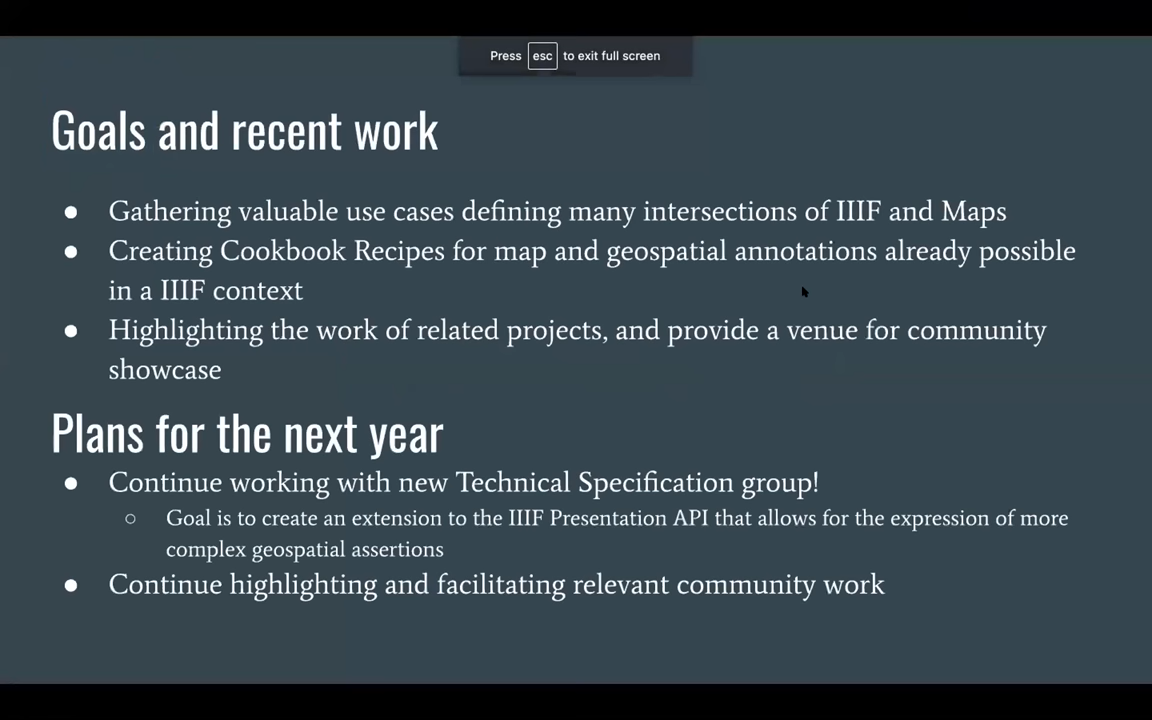 Press esc to exit full screen
Goals and recent work
● Gathering valuable use cases defining many intersections of IIIF and Maps
● Creating Cookbook Recipes for map and geospatial annotations already possible
in a IIIF context
● Highlighting the work of related projects, and provide a venue for community
showcase
Plans for the next year
● Continue working with new Technical Specification group!
○ Goal is to create an extension to the IIIF Presentation API that allows for the expression of more
complex geospatial assertions
● Continue highlighting and facilitating relevant community work